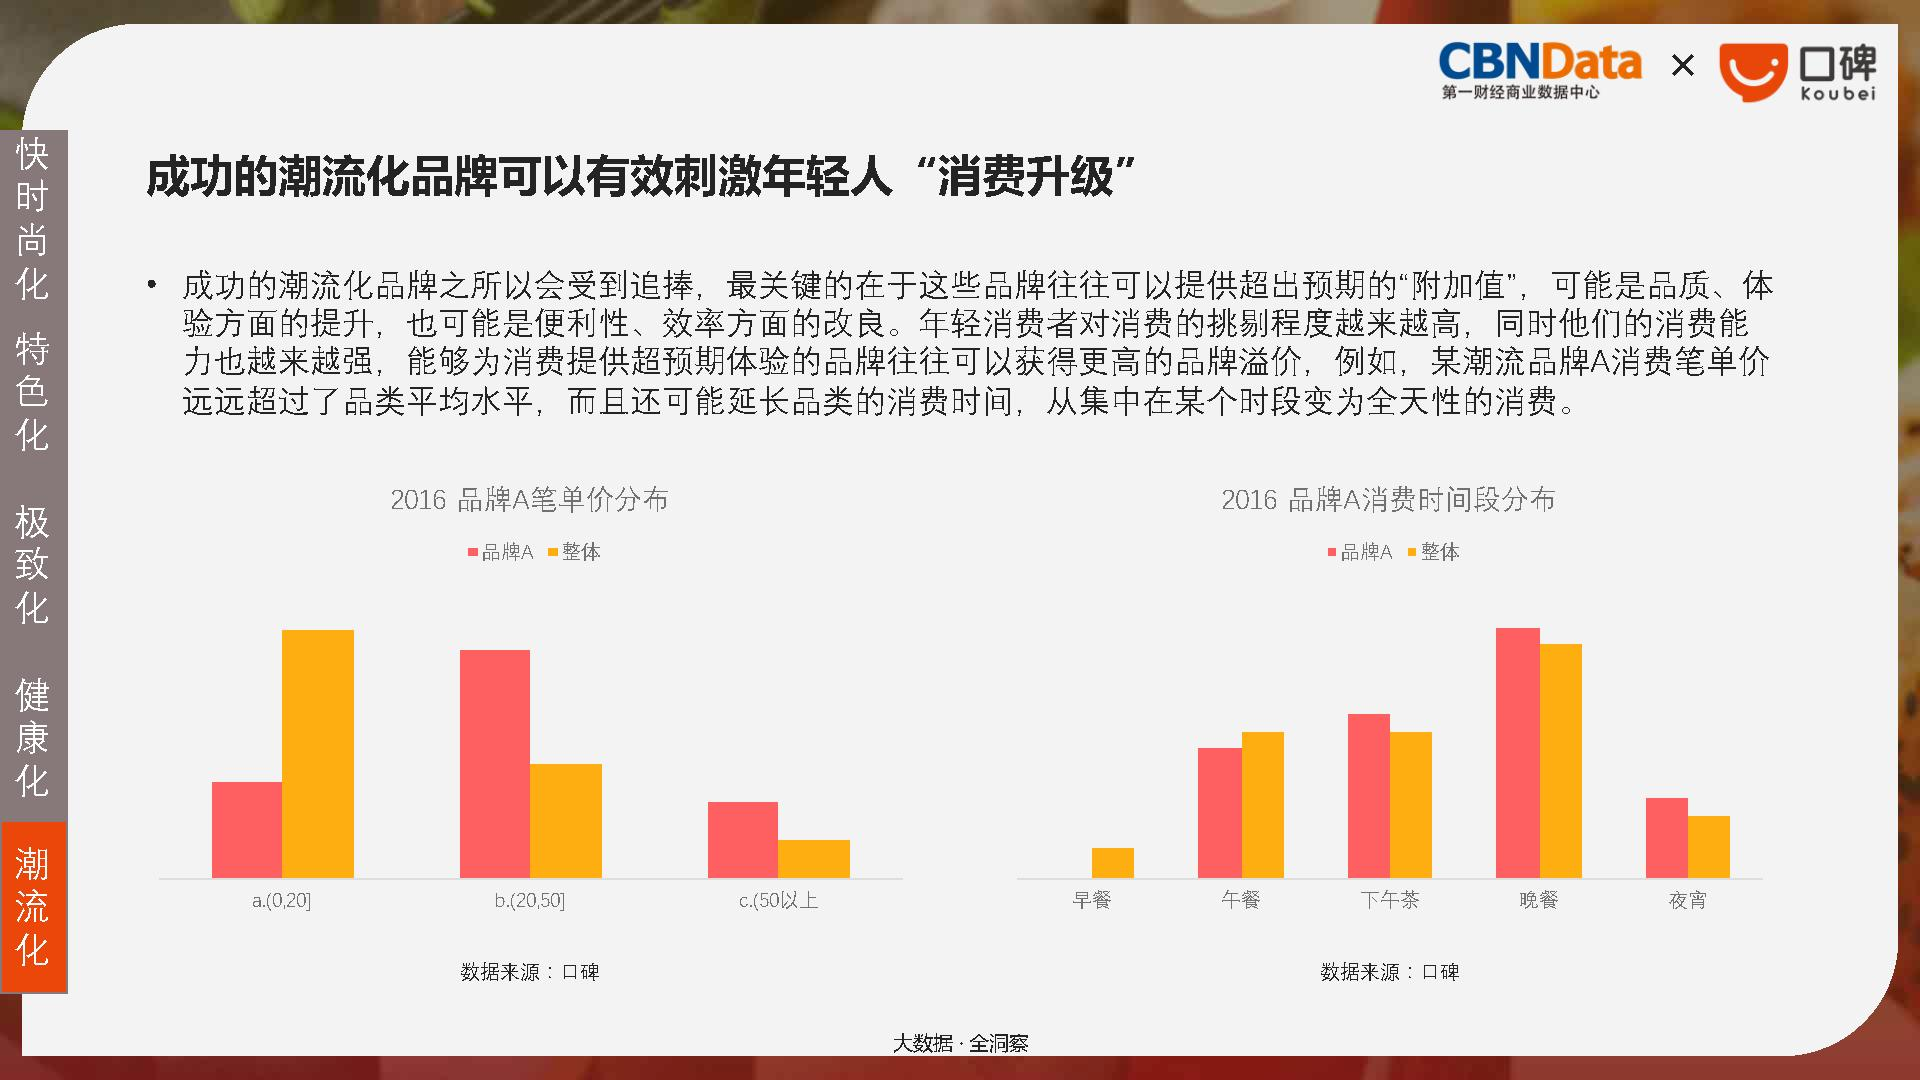 CBNData
第一财经商业数据中心
×
口碑
Koubei
快时尚化
特色化
极致化
健康化
潮流化
成功的潮流化品牌可以有效刺激年轻人“消费升级”
• 成功的潮流化品牌之所以会受到追捧，最关键的在于这些品牌往往可以提供超出预期的“附加值”，可能是品质、体
验方面的提升，也可能是便利性、效率方面的改良。年轻消费者对消费的挑剔程度越来越高，同时他们的消费能
力也越来越强，能够为消费提供超预期体验的品牌往往可以获得更高的品牌溢价，例如，某潮流品牌A消费笔单价
远远超过了品类平均水平，而且还可能延长品类的消费时间，从集中在某个时段变为全天性的消费。
2016 品牌A笔单价分布
品牌A 整体
a.(0,20] b.(20,50] c.(50以上
数据来源：口碑
2016 品牌A消费时间段分布
品牌A 整体
早餐 午餐 下午茶 晚餐 夜宵
数据来源：口碑
大数据·全洞察